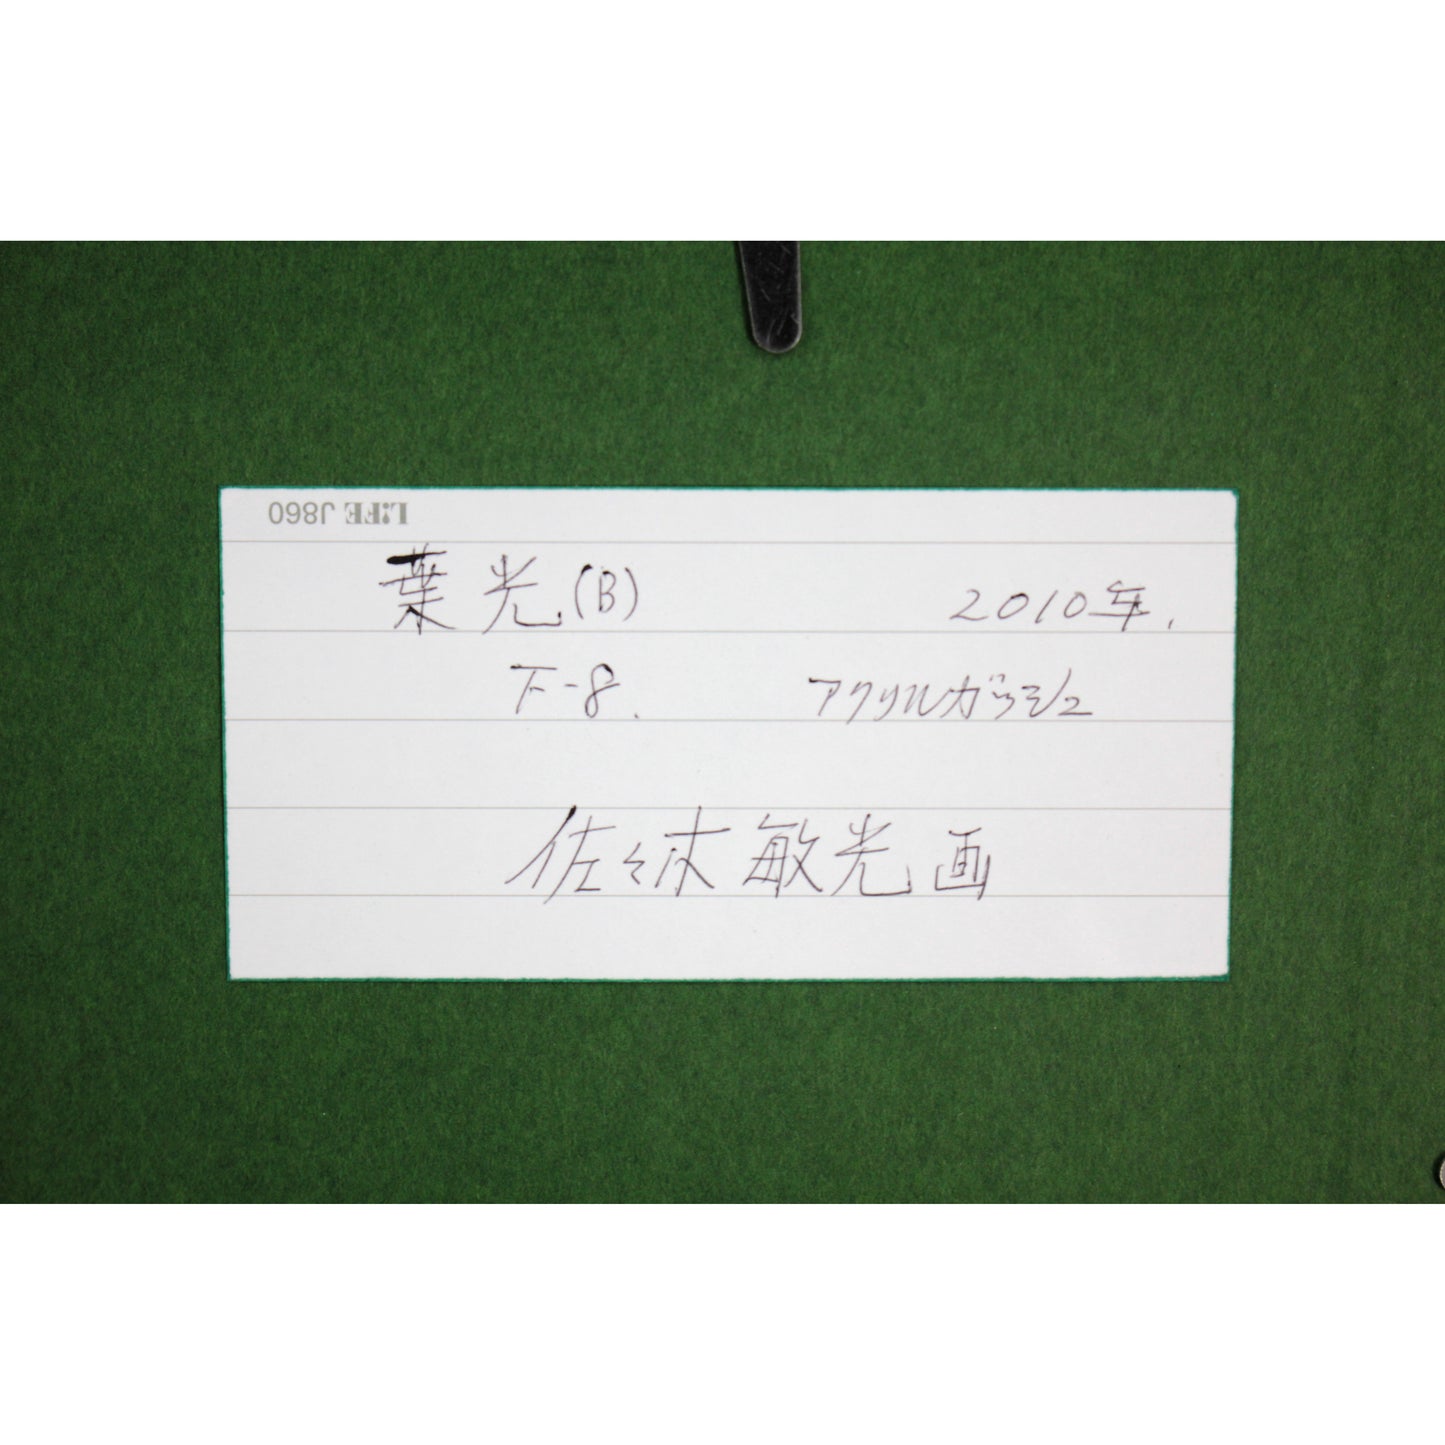 LIFE J860
葉光(B) 2010年.
下-8. アクリルガッシュ
佐々木敏光画